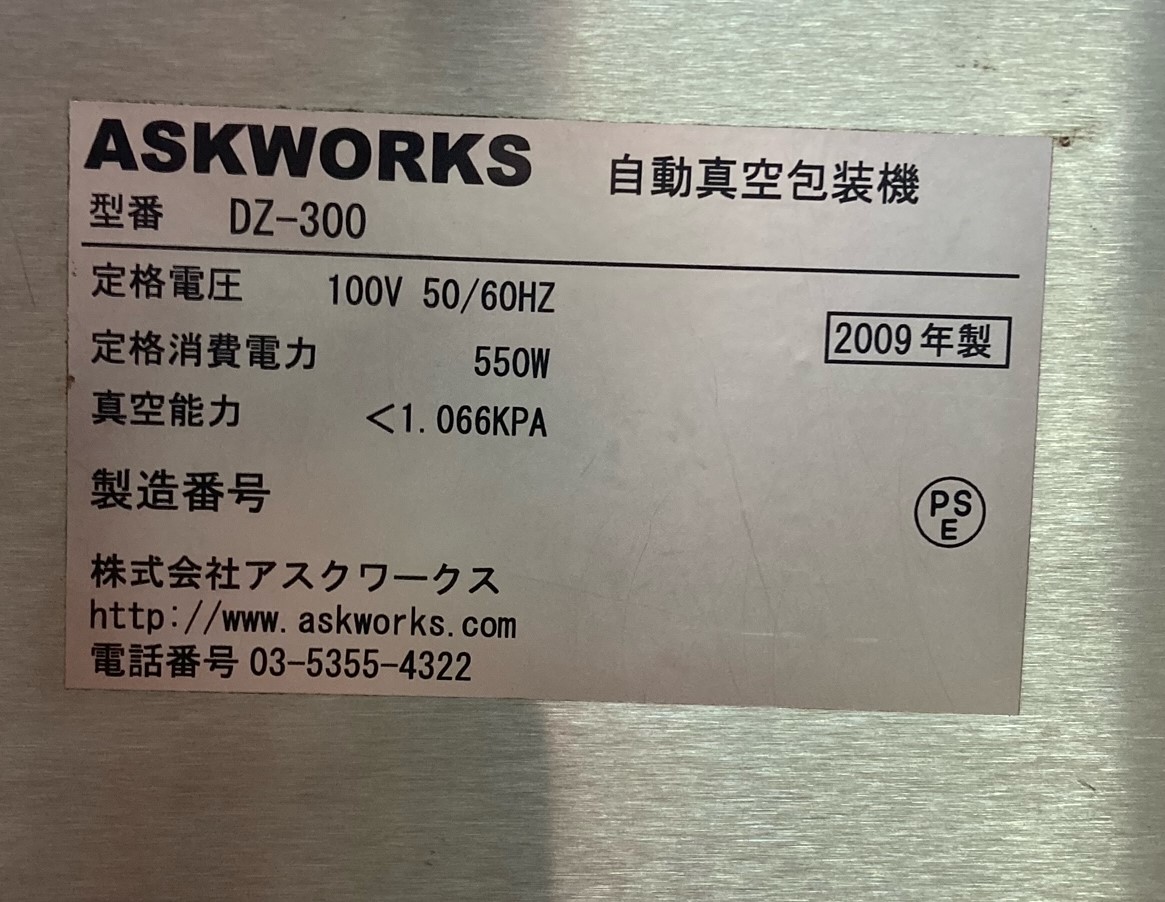 ASKWORKS 自動真空包装機
型番 DZ-300
定格電圧 100V 50/60HZ
2009年製
定格消費電力 550W
真空能力 <1.066KPA
製造番号
PS
E
株式会社アスクワークス
http://www.askworks.com
電話番号 03-5355-4322